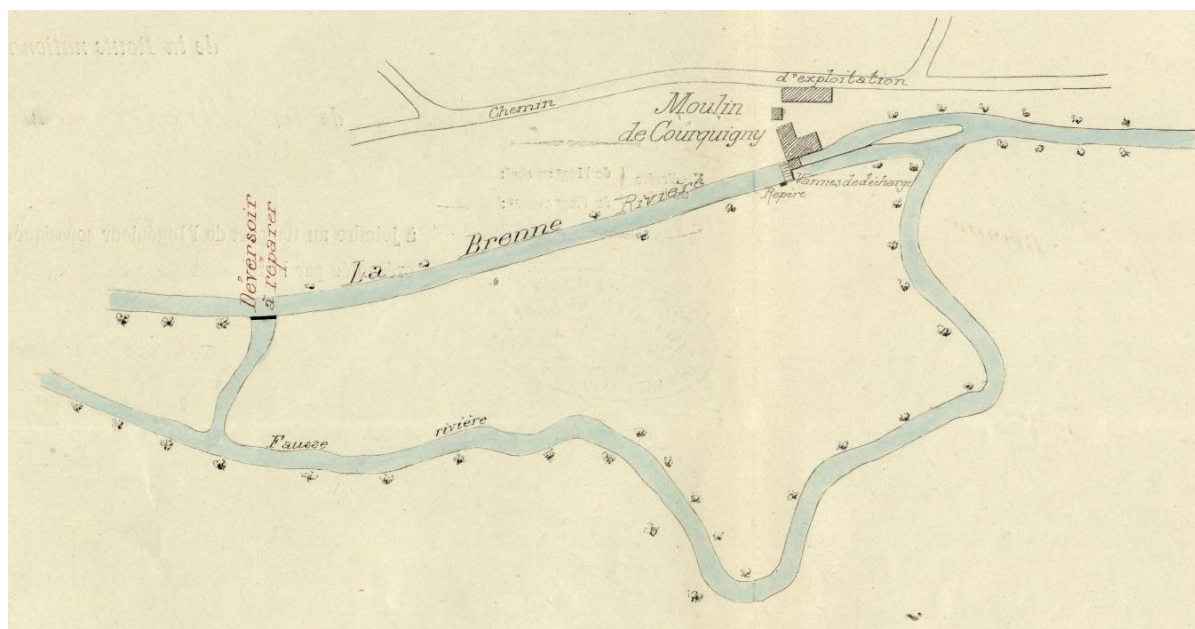 Chemin d'exploitation
Moulin
de Courquigny
Vannes de décharge
Repère
La Brenne Rivière
Déversoir
à réparer
Fausse rivière
de la Route nation
à joindre au